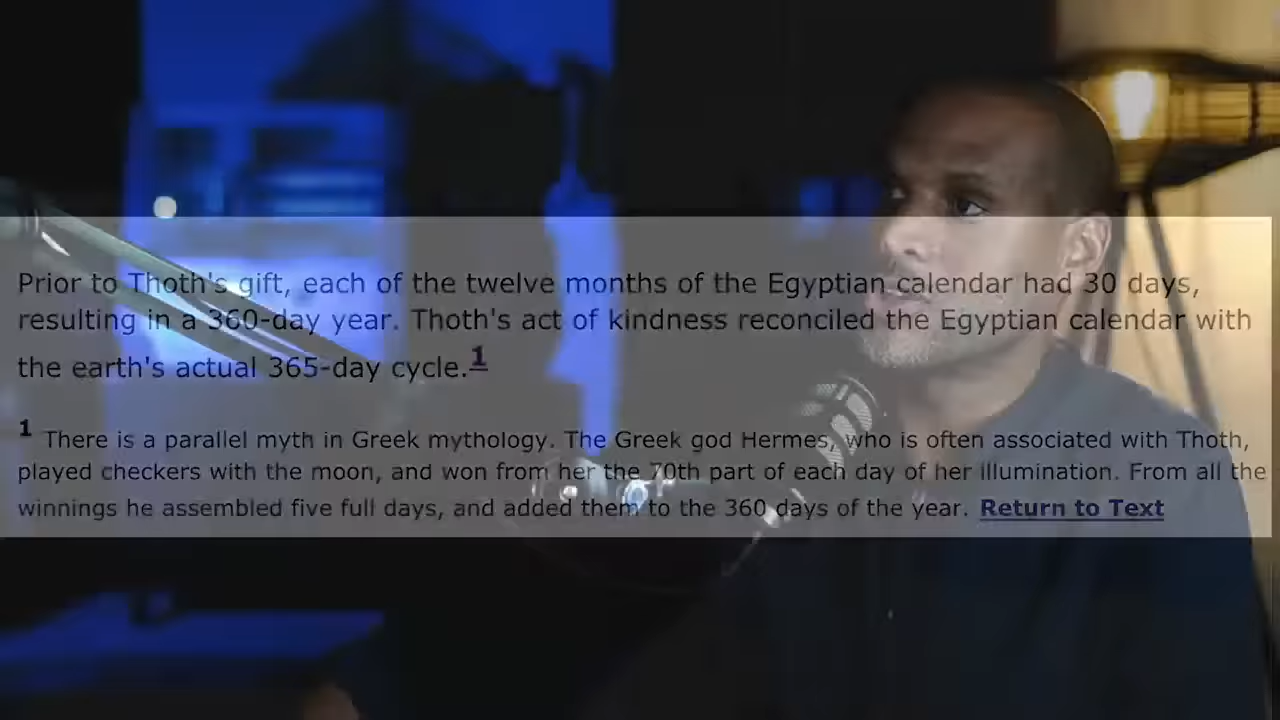 Prior to Thoth's gift, each of the twelve months of the Egyptian calendar had 30 days,
resulting in a 360-day year. Thoth's act of kindness reconciled the Egyptian calendar with
the earth's actual 365-day cycle.1
1 There is a parallel myth in Greek mythology. The Greek god Hermes, who is often associated with Thoth,
played checkers with the moon, and won from her the 70th part of each day of her illumination. From all the
winnings he assembled five full days, and added them to the 360 days of the year. Return to Text